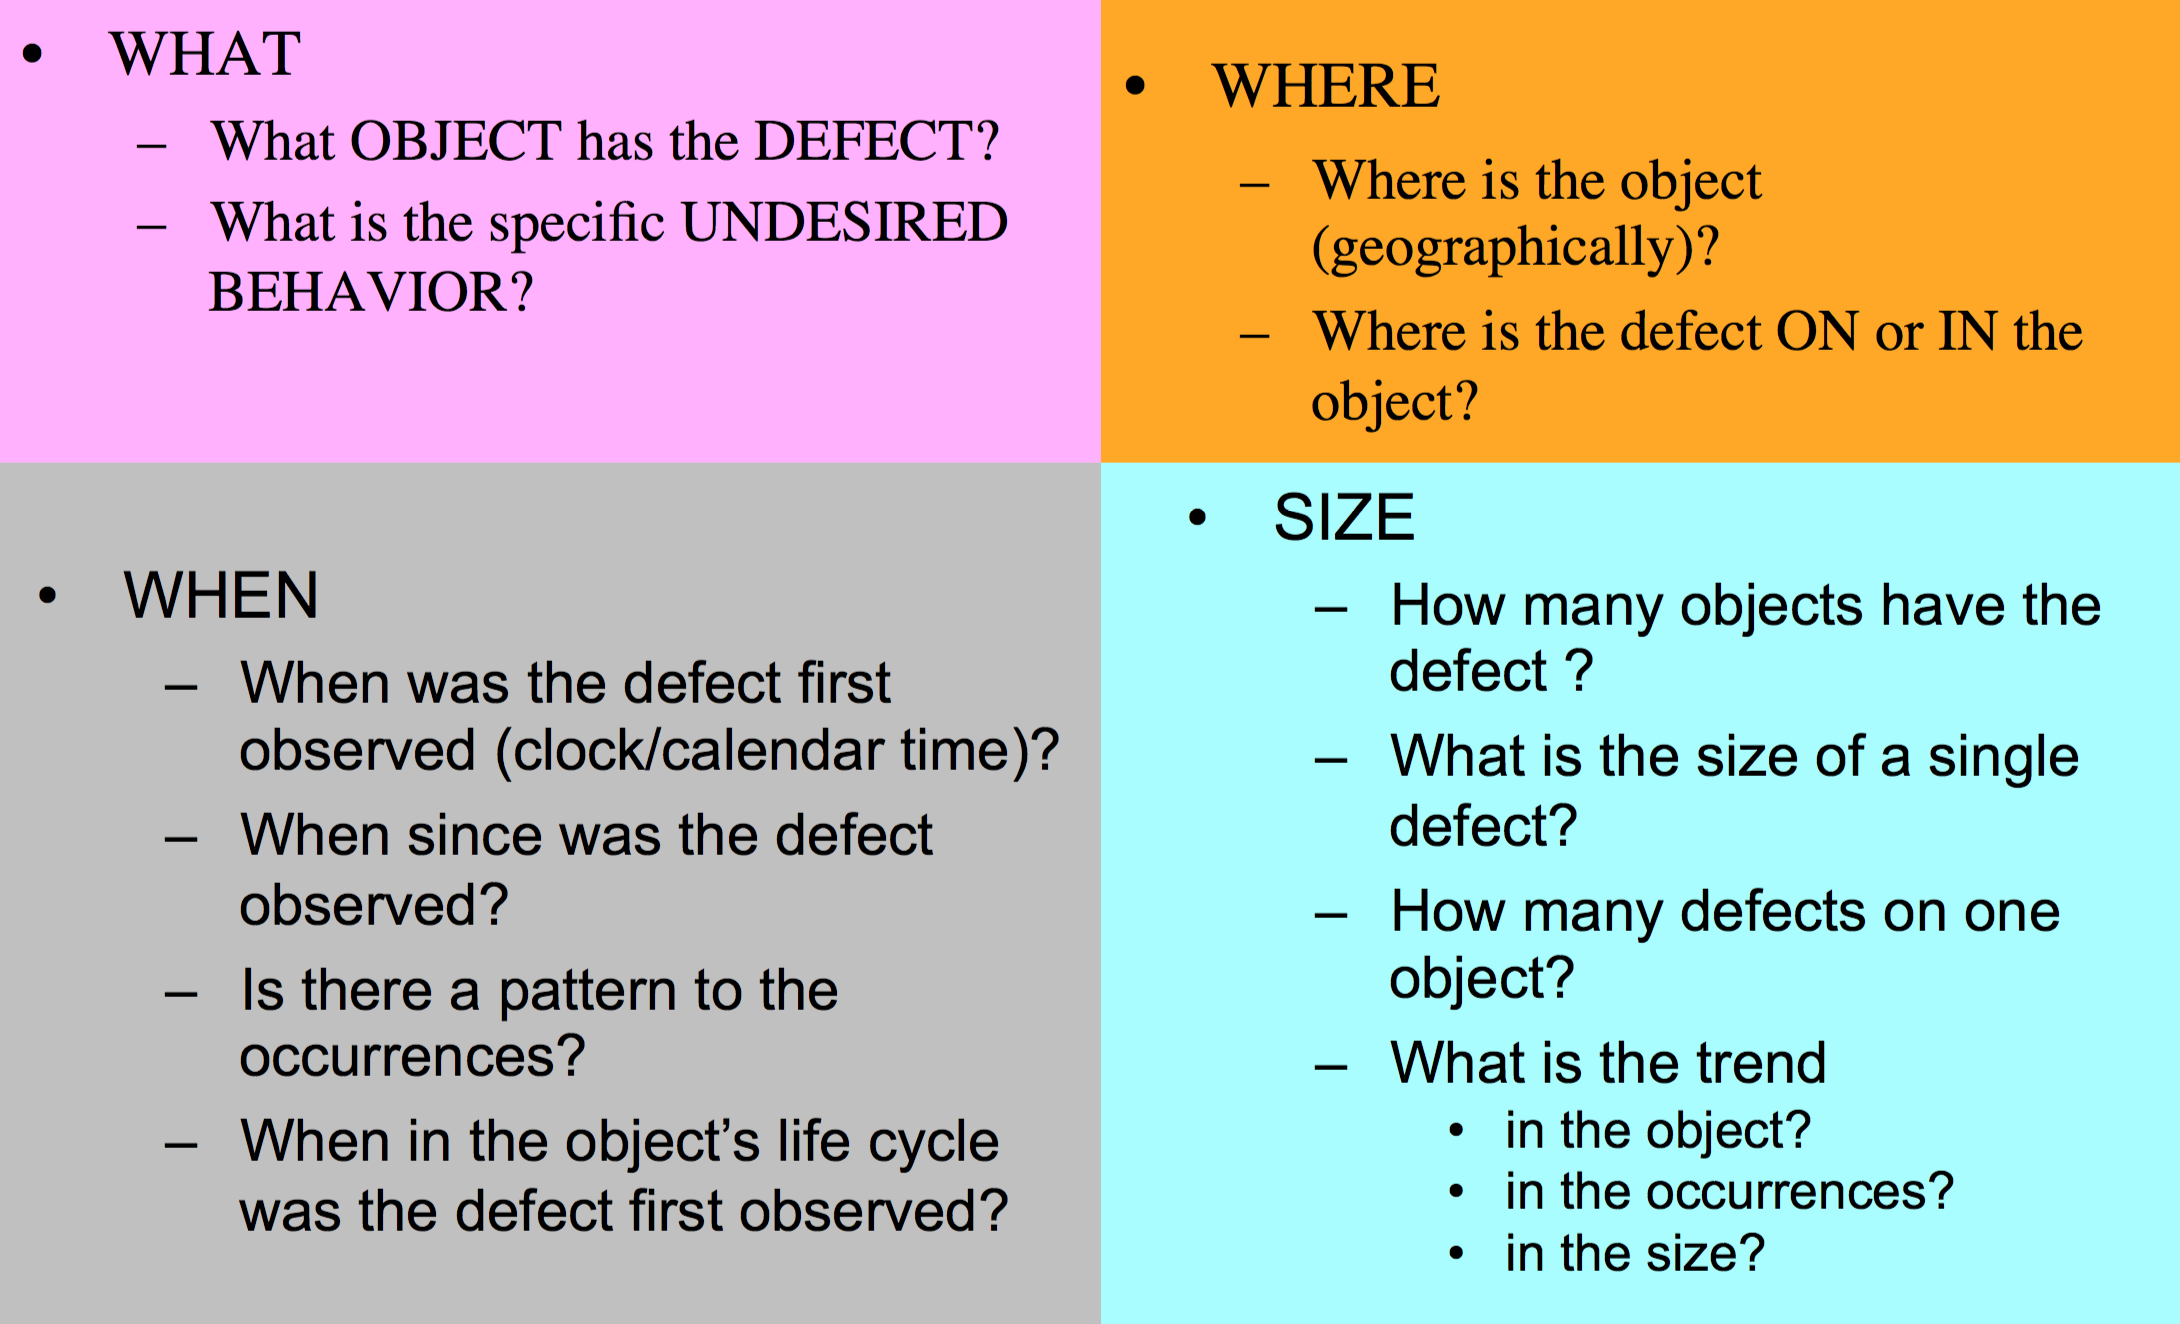 • WHAT
– What OBJECT has the DEFECT?
– What is the specific UNDESIRED
BEHAVIOR?
• WHERE
– Where is the object
(geographically)?
– Where is the defect ON or IN the
object?
• WHEN
– When was the defect first
observed (clock/calendar time)?
– When since was the defect
observed?
– Is there a pattern to the
occurrences?
– When in the object’s life cycle
was the defect first observed?
• SIZE
– How many objects have the
defect ?
– What is the size of a single
defect?
– How many defects on one
object?
– What is the trend
• in the object?
• in the occurrences?
• in the size?